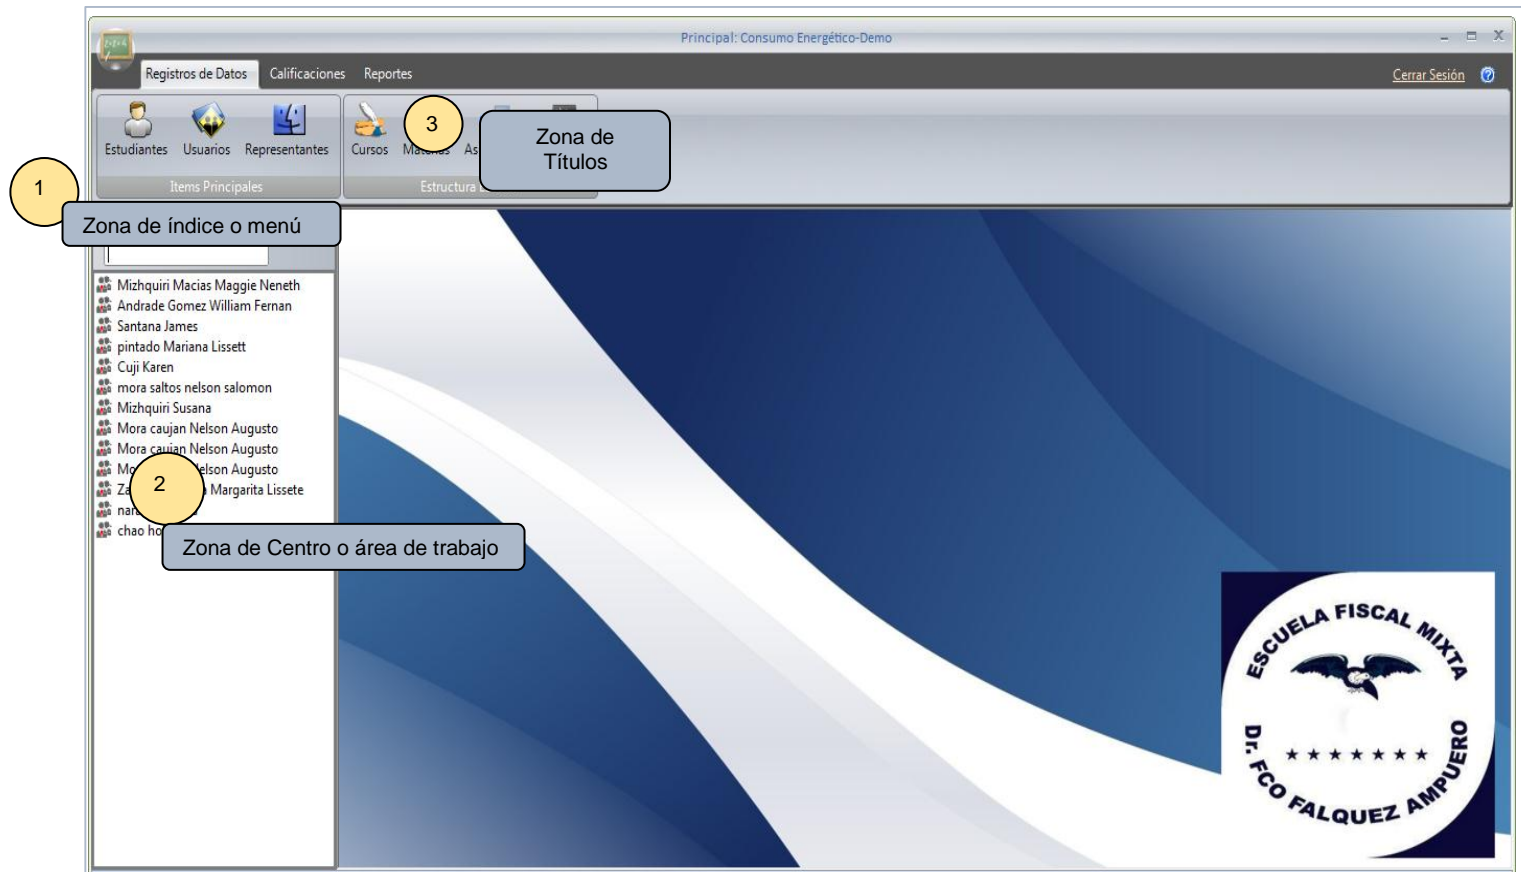 Principal: Consumo Energético-Demo
Registros de Datos Calificaciones Reportes
Cerrar Sesión
Estudiantes Usuarios Representantes
Cursos
Items Principales
Estructura
3
Zona de
Títulos
1
Zona de índice o menú
Mizhquiri Macias Maggie Neneth
Andrade Gomez William Fernan
Santana James
pintado Mariana Lissett
Cuji Karen
mora saltos nelson salomon
Mizhquiri Susana
Mora caujan Nelson Augusto
Mora caujan Nelson Augusto
Nelson Augusto
Margarita Lissete
chao
2
Zona de Centro o área de trabajo
ESCUELA FISCAL MIXTA
Dr. FCO FALQUEZ AMPUERO